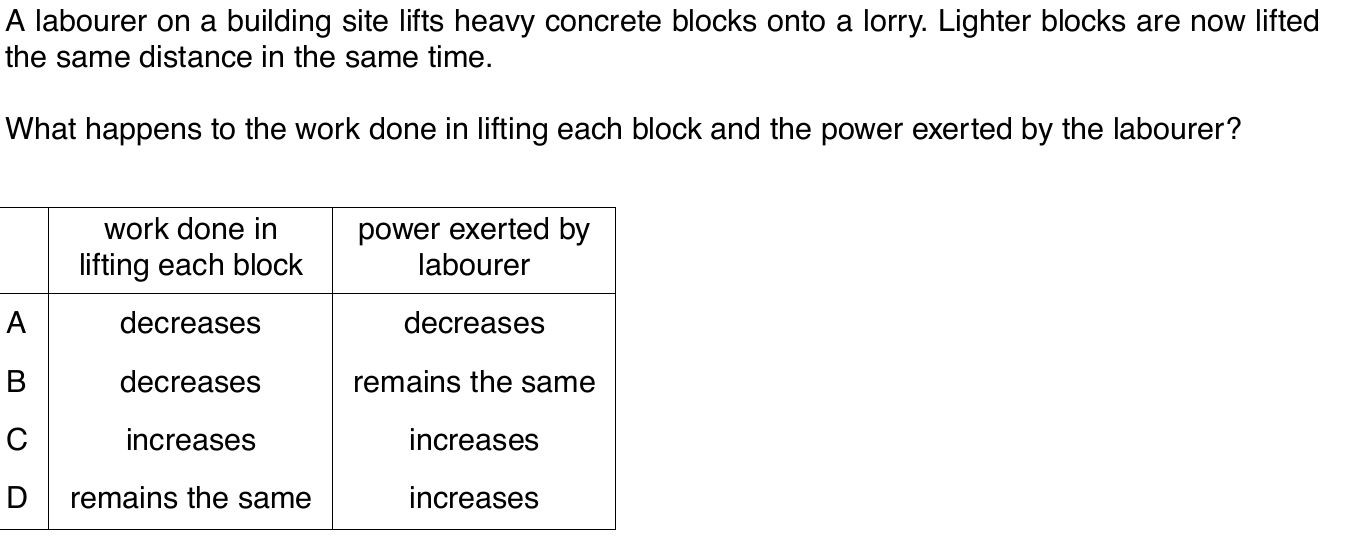 A labourer on a building site lifts heavy concrete blocks onto a lorry. Lighter blocks are now lifted
the same distance in the same time.
What happens to the work done in lifting each block and the power exerted by the labourer?
work done in lifting each block | power exerted by labourer
A decreases decreases
B decreases remains the same
C increases increases
D remains the same increases